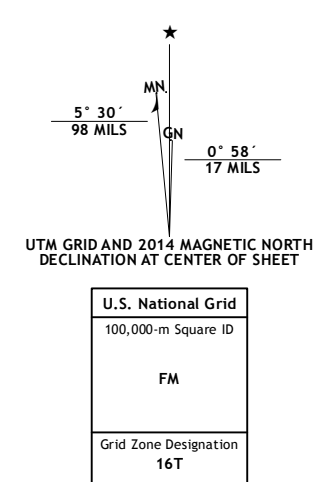 MN
5° 30´
98 MILS
GN
0° 58´
17 MILS
UTM GRID AND 2014 MAGNETIC NORTH
DECLINATION AT CENTER OF SHEET
U.S. National Grid
100,000-m Square ID
FM
Grid Zone Designation
16T